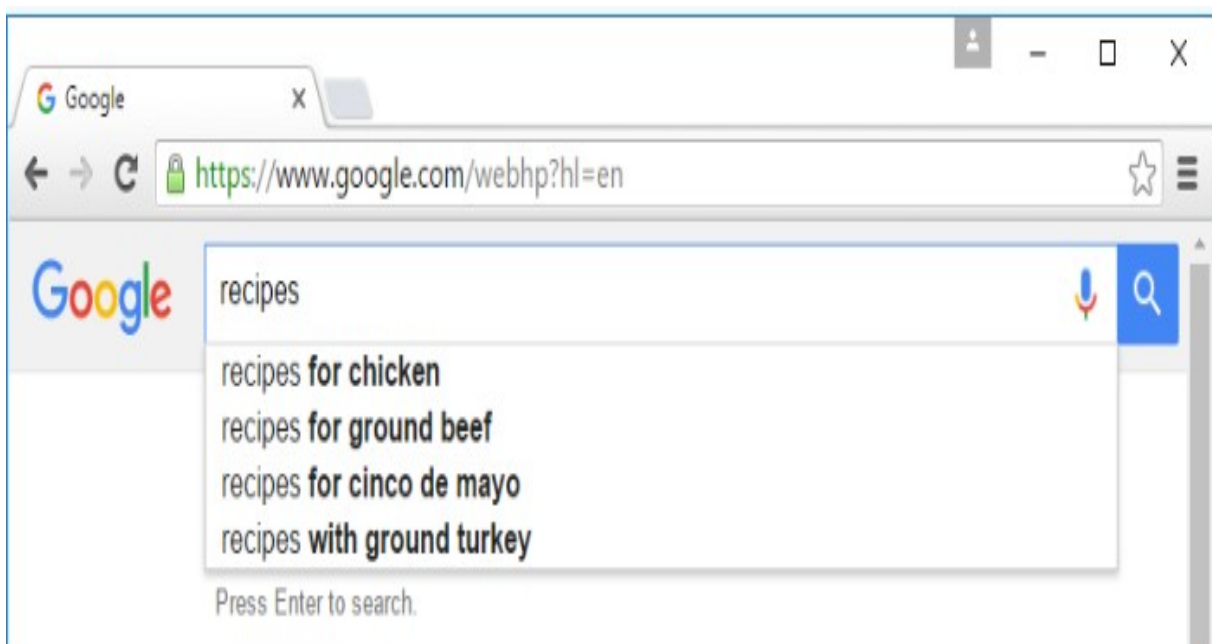 Google
https://www.google.com/webhp?hl=en
Google
recipes
recipes for chicken
recipes for ground beef
recipes for cinco de mayo
recipes with ground turkey
Press Enter to search.